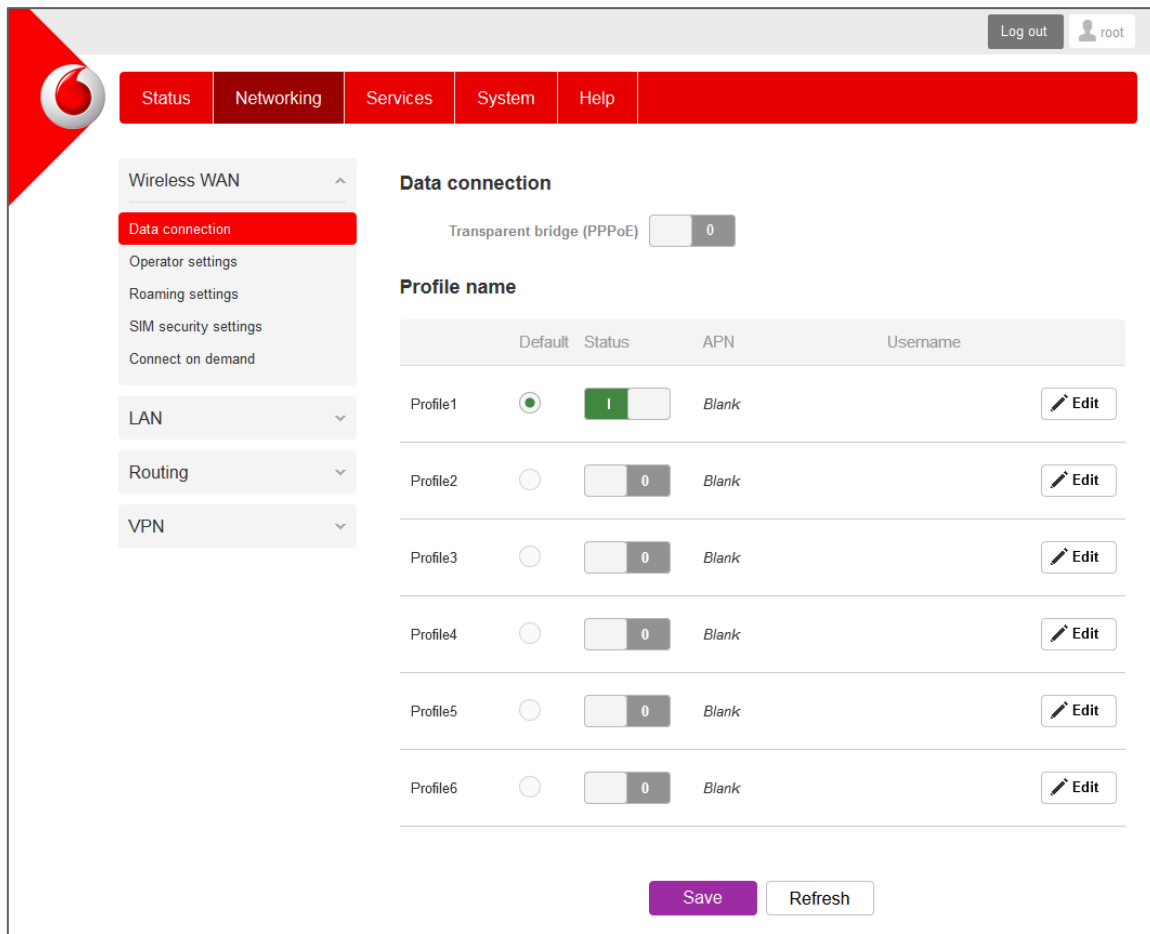 Log out root
Status Networking Services System Help
Wireless WAN
Data connection
Operator settings
Roaming settings
SIM security settings
Connect on demand
LAN
Routing
VPN
Data connection
Transparent bridge (PPPoE) 0
Profile name
Default Status APN Username
Profile1 I Blank Edit
Profile2 0 Blank Edit
Profile3 0 Blank Edit
Profile4 0 Blank Edit
Profile5 0 Blank Edit
Profile6 0 Blank Edit
Save Refresh